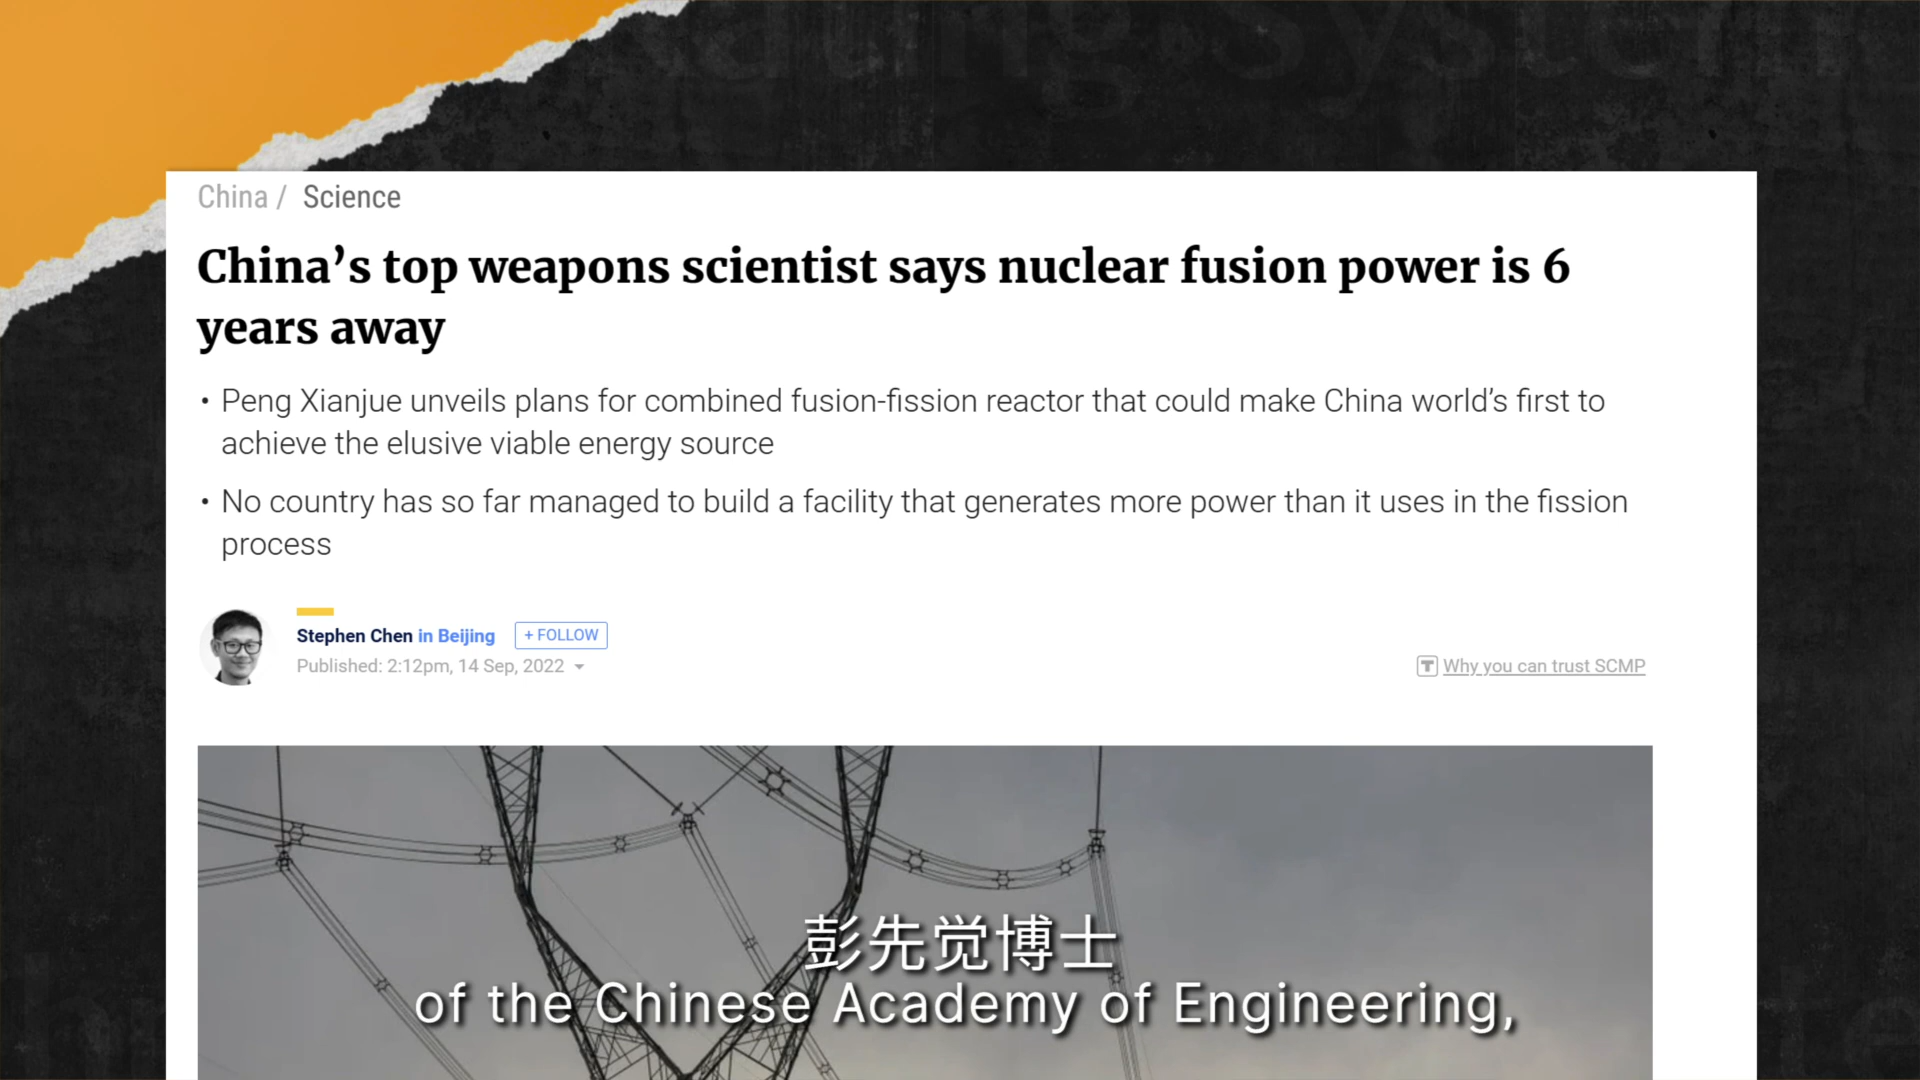 China / Science
China’s top weapons scientist says nuclear fusion power is 6
years away
• Peng Xianjue unveils plans for combined fusion-fission reactor that could make China world’s first to
achieve the elusive viable energy source
• No country has so far managed to build a facility that generates more power than it uses in the fission
process
Stephen Chen in Beijing + FOLLOW
Published: 2:12pm, 14 Sep, 2022
Why you can trust SCMP
彭先觉博士
of the Chinese Academy of Engineering,